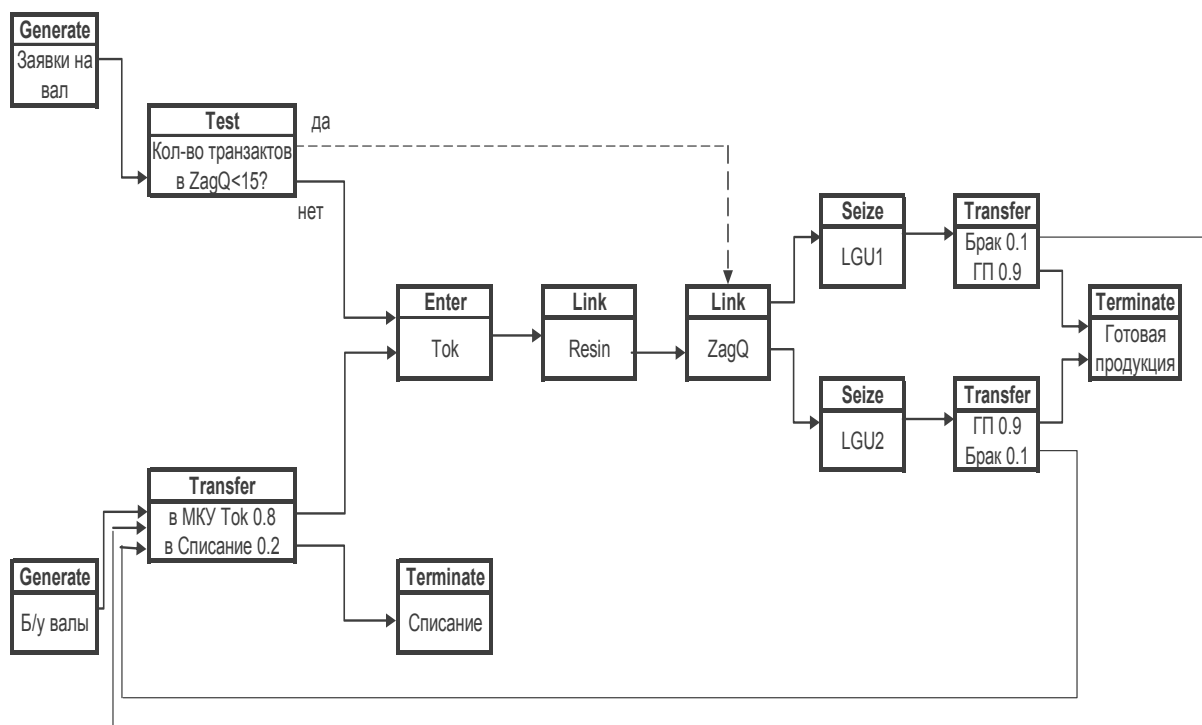 Generate
Заявки на
вал
Test
Кол-во транзактов
в ZagQ<15?
да
нет
Enter
Tok
Link
Resin
Link
ZagQ
Seize
LGU1
Transfer
Брак 0.1
ГП 0.9
Terminate
Готовая
продукция
Seize
LGU2
Transfer
ГП 0.9
Брак 0.1
Transfer
в МКУ Tok 0.8
в Списание 0.2
Generate
Б/у валы
Terminate
Списание